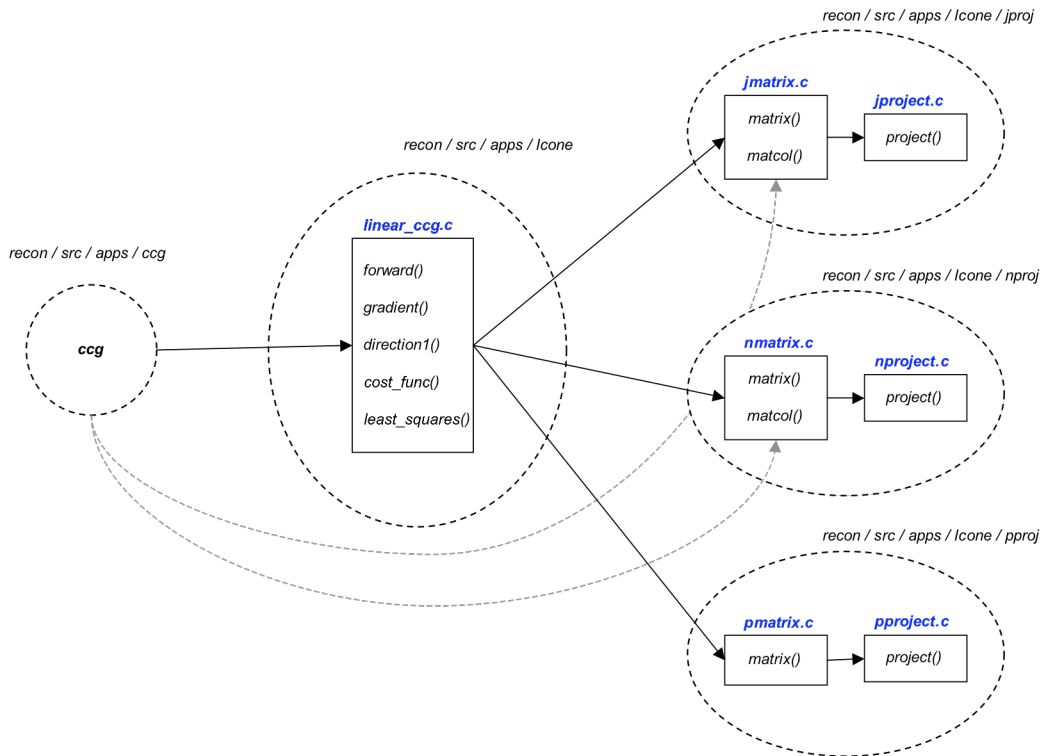 recon / src / apps / lcone / jproj
jmatrix.c
jproject.c
matrix()
project()
matcol()
recon / src / apps / lcone
linear_ccg.c
forward()
gradient()
direction1()
cost_func()
least_squares()
recon / src / apps / ccg
ccg
recon / src / apps / lcone / nproj
nmatrix.c
nproject.c
matrix()
project()
matcol()
recon / src / apps / lcone / pproj
pmatrix.c
pproject.c
matrix()
project()